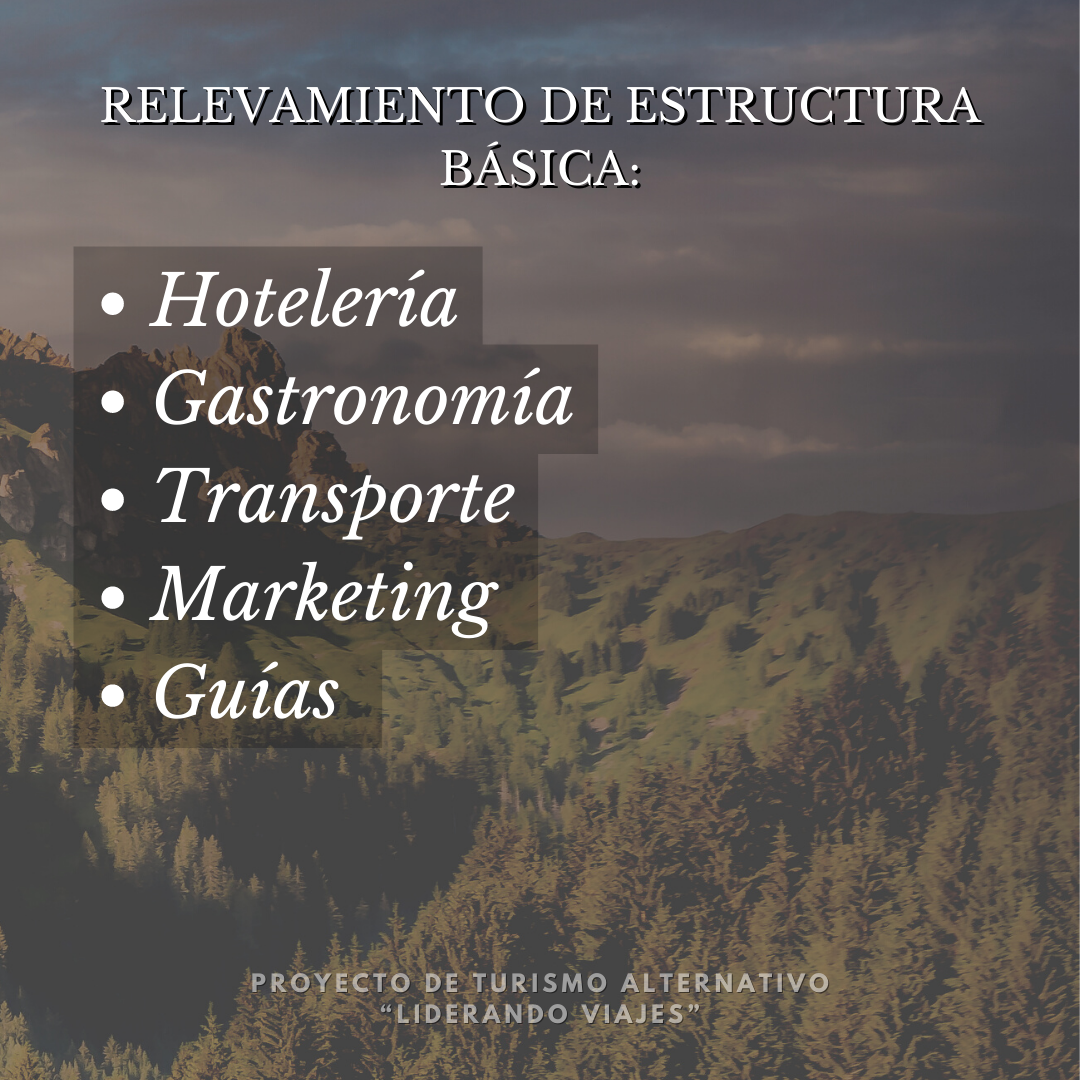 RELEVAMIENTO DE ESTRUCTURA
BÁSICA:
• Hotelería
• Gastronomía
• Transporte
• Marketing
• Guías
PROYECTO DE TURISMO ALTERNATIVO
“LIDERANDO VIAJES”